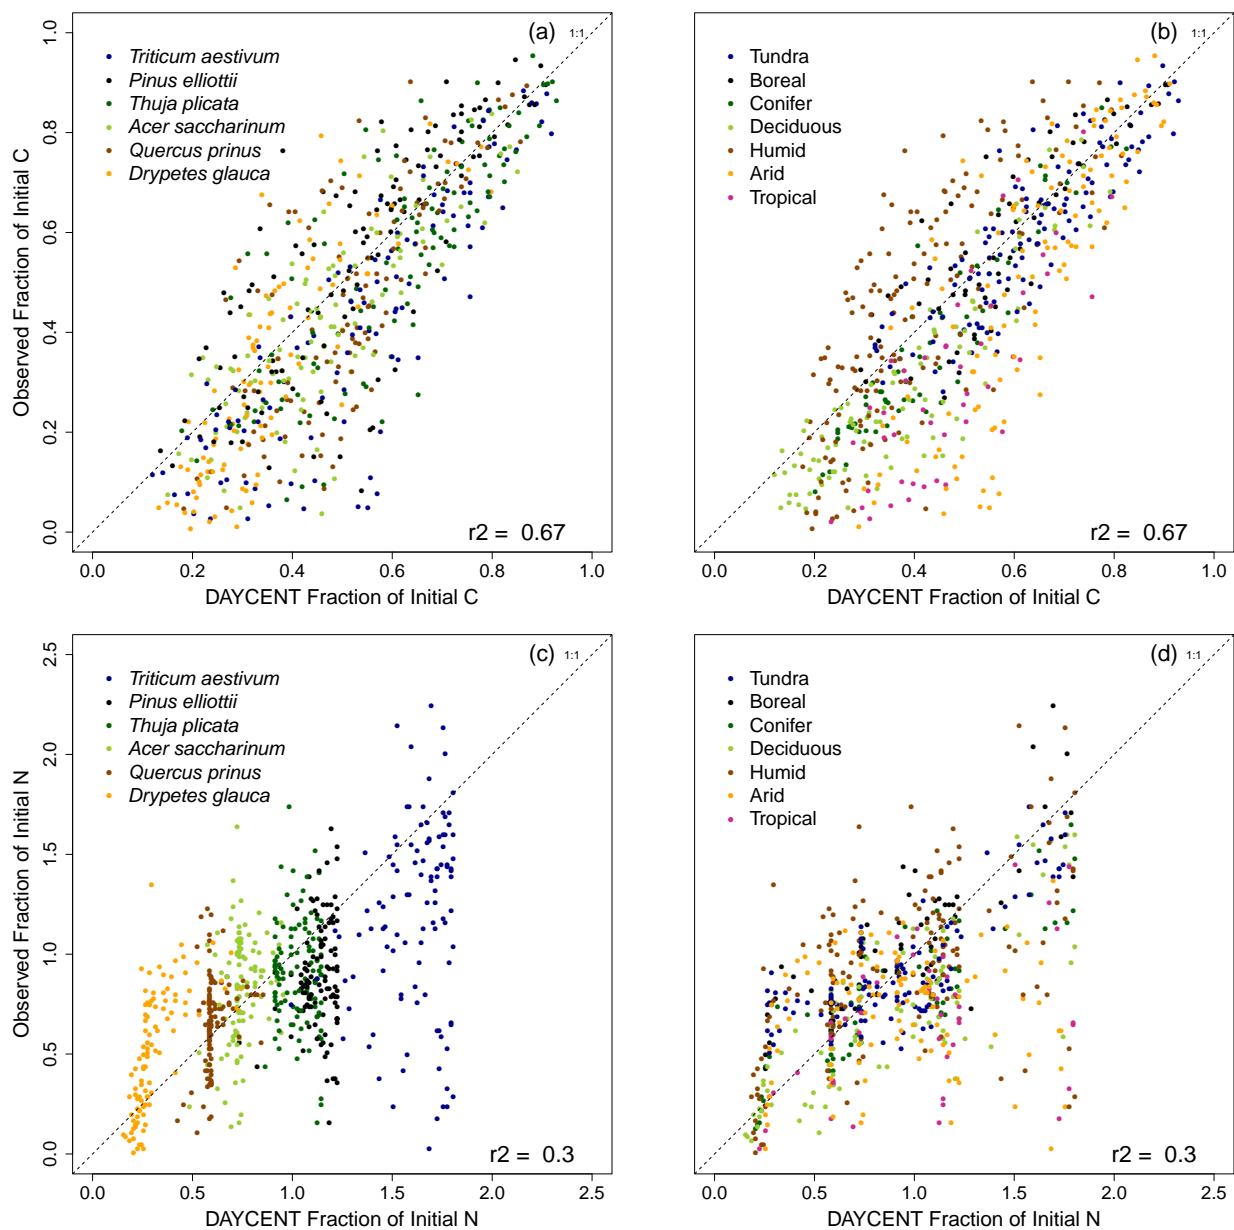 (a)
1:1
Triticum aestivum
Pinus elliottii
Thuja plicata
Acer saccharinum
Quercus prinus
Drypetes glauca
Observed Fraction of Initial C
1.0
0.8
0.6
0.4
0.2
0.0
r2 = 0.67
0.0 0.2 0.4 0.6 0.8 1.0
DAYCENT Fraction of Initial C
(b)
1:1
Tundra
Boreal
Conifer
Deciduous
Humid
Arid
Tropical
r2 = 0.67
0.0 0.2 0.4 0.6 0.8 1.0
DAYCENT Fraction of Initial C
(c)
1:1
Triticum aestivum
Pinus elliottii
Thuja plicata
Acer saccharinum
Quercus prinus
Drypetes glauca
Observed Fraction of Initial N
2.5
2.0
1.5
1.0
0.5
0.0
r2 = 0.3
0.0 0.5 1.0 1.5 2.0 2.5
DAYCENT Fraction of Initial N
(d)
1:1
Tundra
Boreal
Conifer
Deciduous
Humid
Arid
Tropical
r2 = 0.3
0.0 0.5 1.0 1.5 2.0 2.5
DAYCENT Fraction of Initial N